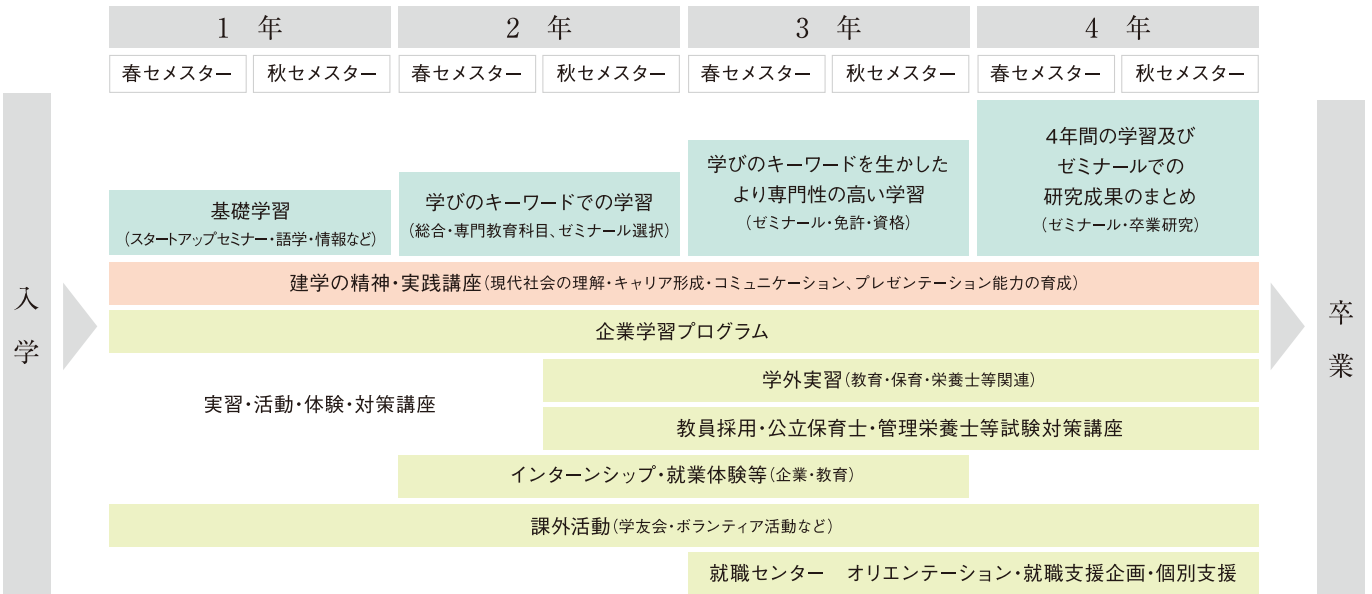 1 年
2 年
3 年
4 年
春セメスター
秋セメスター
春セメスター
秋セメスター
春セメスター
秋セメスター
春セメスター
秋セメスター
入学
基礎学習
(スタートアップセミナー・語学・情報など)
学びのキーワードでの学習
(総合・専門教育科目、ゼミナール選択)
学びのキーワードを生かした
より専門性の高い学習
(ゼミナール・免許・資格)
4年間の学習及び
ゼミナールでの
研究成果のまとめ
(ゼミナール・卒業研究)
建学の精神・実践講座(現代社会の理解・キャリア形成・コミュニケーション、プレゼンテーション能力の育成)
企業学習プログラム
学外実習(教育・保育・栄養士等関連)
実習・活動・体験・対策講座
教員採用・公立保育士・管理栄養士等試験対策講座
インターンシップ・就業体験等(企業・教育)
課外活動(学友会・ボランティア活動など)
就職センター　オリエンテーション・就職支援企画・個別支援
卒業